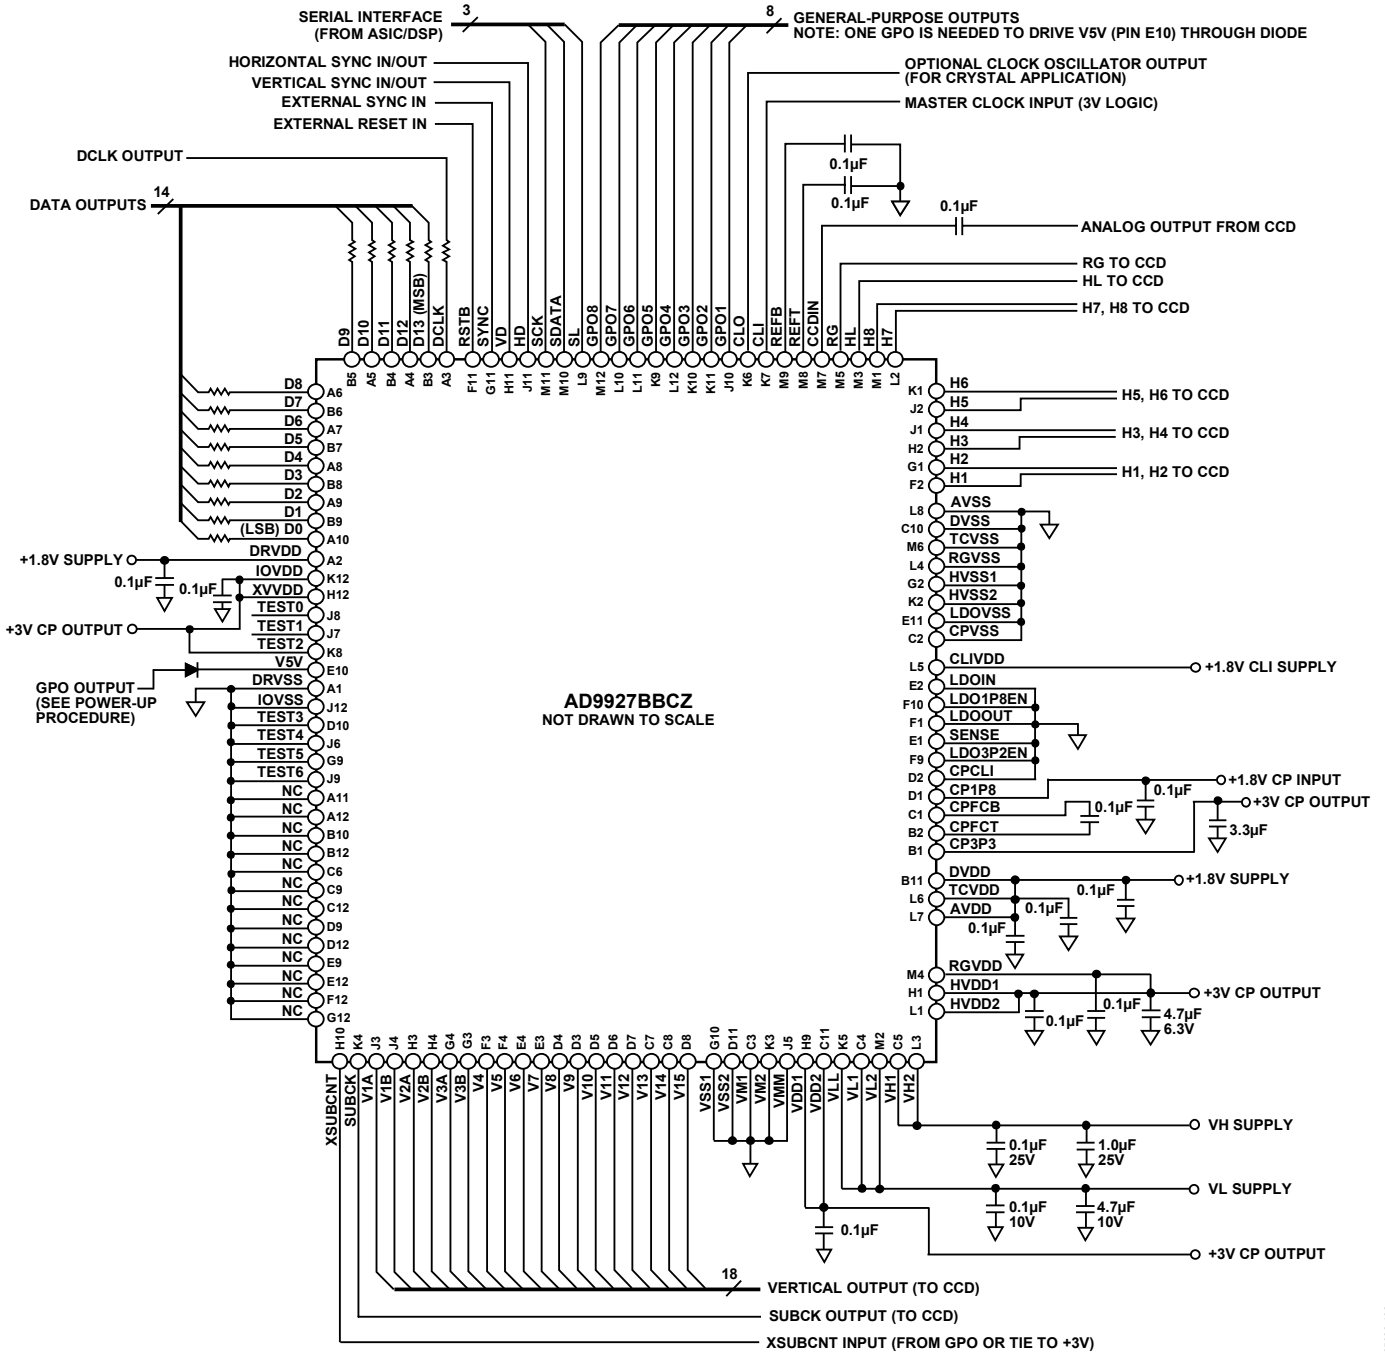 SERIAL INTERFACE
(FROM ASIC/DSP)
3
8
GENERAL-PURPOSE OUTPUTS
NOTE: ONE GPO IS NEEDED TO DRIVE V5V (PIN E10) THROUGH DIODE
HORIZONTAL SYNC IN/OUT
VERTICAL SYNC IN/OUT
EXTERNAL SYNC IN
EXTERNAL RESET IN
OPTIONAL CLOCK OSCILLATOR OUTPUT
(FOR CRYSTAL APPLICATION)
MASTER CLOCK INPUT (3V LOGIC)
DCLK OUTPUT
14
DATA OUTPUTS
0.1µF
0.1µF
0.1µF
ANALOG OUTPUT FROM CCD
RG TO CCD
HL TO CCD
H7, H8 TO CCD
D9
D10
D11
D12
D13 (MSB)
DCLK
RSTB
SYNC
VD
HD
SCK
SDATA
SL
GPO8
GPO7
GPO6
GPO5
GPO4
GPO3
GPO2
GPO1
CLO
CLI
REFB
REFT
CCDIN
RG
HL
H8
H7
B5
A5
B4
A4
B3
A3
F11
G11
H11
J11
M11
M10
L9
M12
L10
L11
K9
L12
K10
K11
J10
K6
K7
M9
M8
M7
M5
M3
M1
L2
D8 A6
D7 B6
D6 A7
D5 B7
D4 A8
D3 B8
D2 A9
D1 B9
(LSB) D0 A10
DRVDD A2
IOVDD K12
XVVDD H12
TEST0 J8
TEST1 J7
TEST2 K8
V5V E10
DRVSS A1
IOVSS J12
TEST3 D10
TEST4 J6
TEST5 G9
TEST6 J9
NC A11
NC A12
NC B10
NC B12
NC C6
NC C9
NC C12
NC D9
NC D12
NC E9
NC E12
NC F12
NC G12
+1.8V SUPPLY
0.1µF
0.1µF
+3V CP OUTPUT
GPO OUTPUT
(SEE POWER-UP
PROCEDURE)
AD9927BBCZ
NOT DRAWN TO SCALE
K1 H6
J2 H5
H5, H6 TO CCD
J1 H4
H2 H3
H3, H4 TO CCD
G1 H2
F2 H1
H1, H2 TO CCD
L8 AVSS
C10 DVSS
M6 TCVSS
L4 RGVSS
G2 HVSS1
K2 HVSS2
E11 LDOVSS
C2 CPVSS
L5 CLIVDD
+1.8V CLI SUPPLY
E2 LDOIN
F10 LDO1P8EN
F1 LDOOUT
E1 SENSE
F9 LDO3P2EN
D2 CPCLI
D1 CP1P8
+1.8V CP INPUT
0.1µF
C1 CPFCB
0.1µF
+3V CP OUTPUT
B2 CPFCT
3.3µF
B1 CP3P3
B11 DVDD
+1.8V SUPPLY
0.1µF
L6 TCVDD
0.1µF
L7 AVDD
0.1µF
M4 RGVDD
H1 HVDD1
+3V CP OUTPUT
L1 HVDD2
0.1µF
0.1µF
4.7µF
6.3V
H10
K4
J3
J4
H3
H4
G4
G3
F3
F4
E4
E3
D4
D3
D5
D6
D7
C7
C8
D8
G10
D11
C3
K3
J5
H9
C11
K5
C4
M2
C5
L3
XSUBCNT
SUBCK
V1A
V1B
V2A
V2B
V3A
V3B
V4
V5
V6
V7
V8
V9
V10
V11
V12
V13
V14
V15
VSS1
VSS2
VM1
VM2
VMM
VDD1
VDD2
VLL
VL1
VL2
VH1
VH2
VH SUPPLY
0.1µF
25V
1.0µF
25V
VL SUPPLY
0.1µF
10V
4.7µF
10V
0.1µF
+3V CP OUTPUT
18
VERTICAL OUTPUT (TO CCD)
SUBCK OUTPUT (TO CCD)
XSUBCNT INPUT (FROM GPO OR TIE TO +3V)